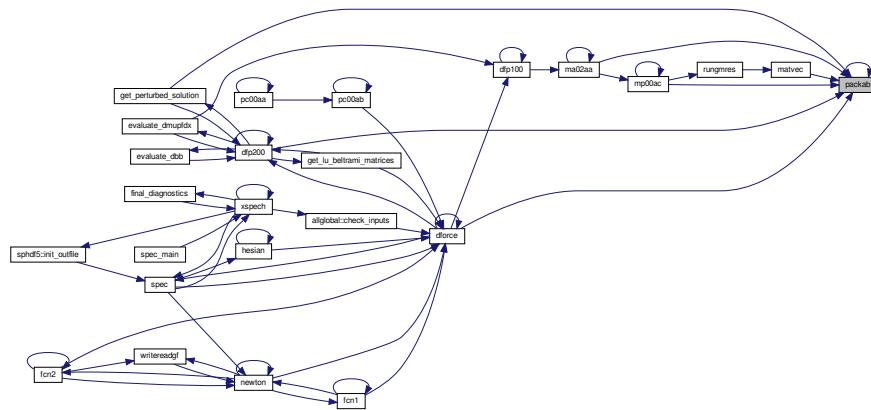 dfp100
ma02aa
rungmres
matvec
mp00ac
packab
get_perturbed_solution
pc00aa
pc00ab
evaluate_dmupfdx
dfp200
evaluate_dbb
get_lu_beltrami_matrices
final_diagnostics
xspech
allglobal::check_inputs
dforce
sphdf5::init_outfile
spec_main
hesian
spec
writereadgf
fcn2
newton
fcn1